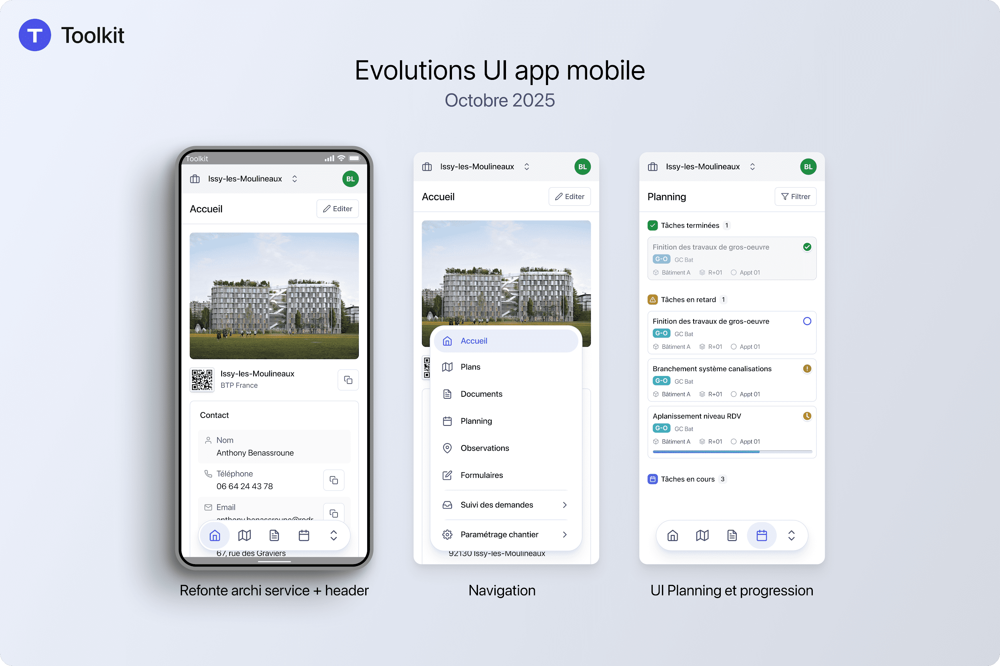 T Toolkit
Evolutions UI app mobile
Octobre 2025
Toolkit
Issy-les-Moulineaux
BL
Accueil
Editer
Issy-les-Moulineaux
BTP France
Contact
Nom
Anthony Benassroune
Téléphone
06 64 24 43 78
Email
anthony.benassroune@rodr
67, rue des Graviers
Refonte archi service + header
Issy-les-Moulineaux
BL
Accueil
Editer
Accueil
Plans
Documents
Planning
Observations
Formulaires
Suivi des demandes
Paramétrage chantier
92130 Issy-les-Moulineaux
Navigation
Issy-les-Moulineaux
BL
Planning
Filtrer
Tâches terminées 1
Finition des travaux de gros-oeuvre
G-O GC Bat
Bâtiment A R+01 Appt 01
Tâches en retard 1
Finition des travaux de gros-oeuvre
G-O GC Bat
Bâtiment A R+01 Appt 01
Branchement système canalisations
G-O GC Bat
Bâtiment A R+01 Appt 01
Aplanissement niveau RDV
G-O GC Bat
Bâtiment A R+01 Appt 01
Tâches en cours 3
UI Planning et progression